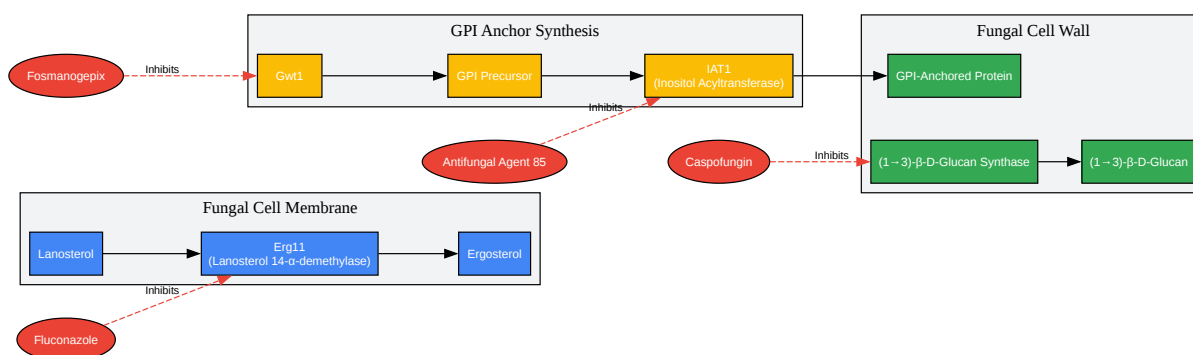 GPI Anchor Synthesis
Fungal Cell Wall
Fosmanogepix
Inhibits
Gwt1
GPI Precursor
IAT1
(Inositol Acyltransferase)
GPI-Anchored Protein
Inhibits
Antifungal Agent 85
Caspofungin
Inhibits
(1→3)-β-D-Glucan Synthase
(1→3)-β-D-Glucan
Fungal Cell Membrane
Lanosterol
Erg11
(Lanosterol 14-α-demethylase)
Ergosterol
Inhibits
Fluconazole